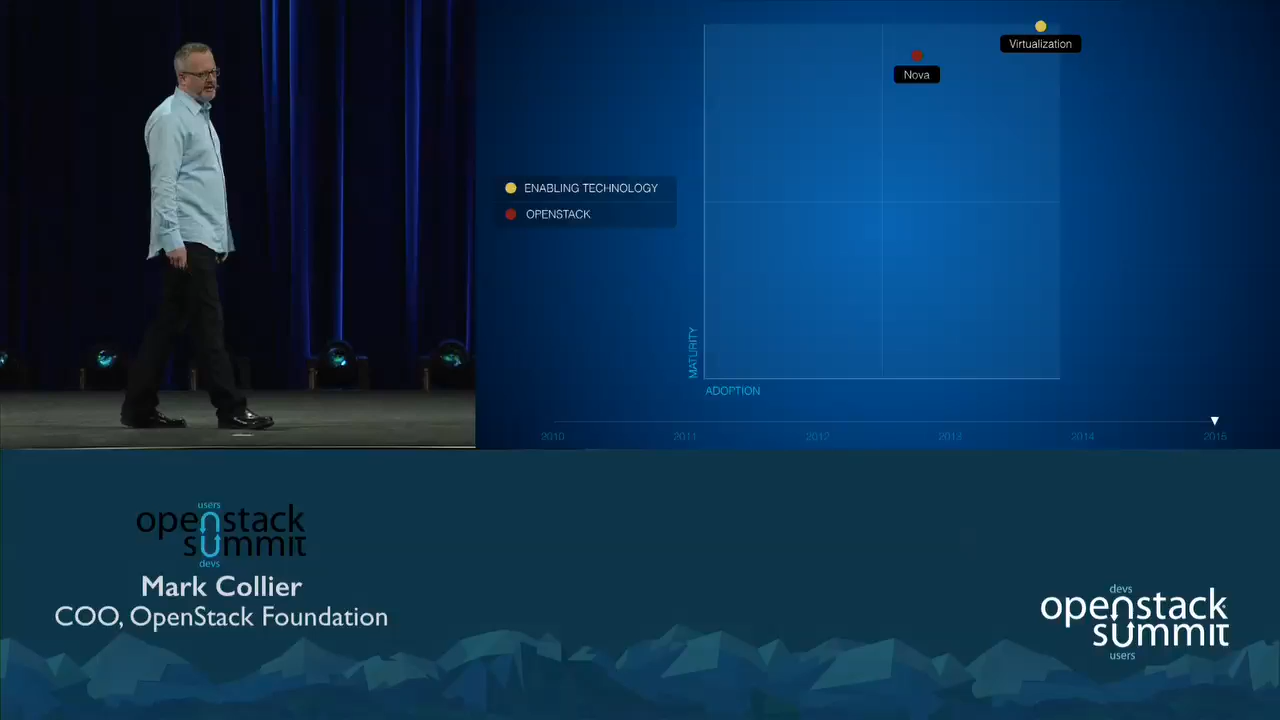 Virtualization
Nova
ENABLING TECHNOLOGY
OPENSTACK
MATURITY
ADOPTION
2010 2011 2012 2013 2014 2015
users
openstack
summit
devs
Mark Collier
COO, OpenStack Foundation
devs
openstack
summit
users